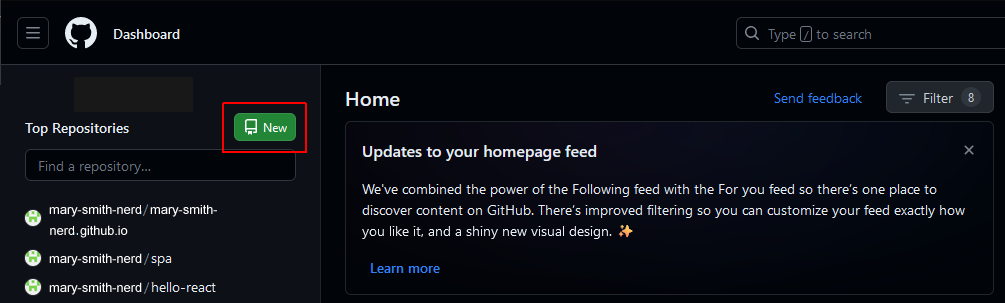 Dashboard
Type / to search
Top Repositories
New
Find a repository...
mary-smith-nerd/mary-smith-
nerd.github.io
mary-smith-nerd/spa
mary-smith-nerd/hello-react
Home
Send feedback
Filter 8
Updates to your homepage feed
We've combined the power of the Following feed with the For you feed so there's one place to
discover content on GitHub. There's improved filtering so you can customize your feed exactly how
you like it, and a shiny new visual design. ✨
Learn more